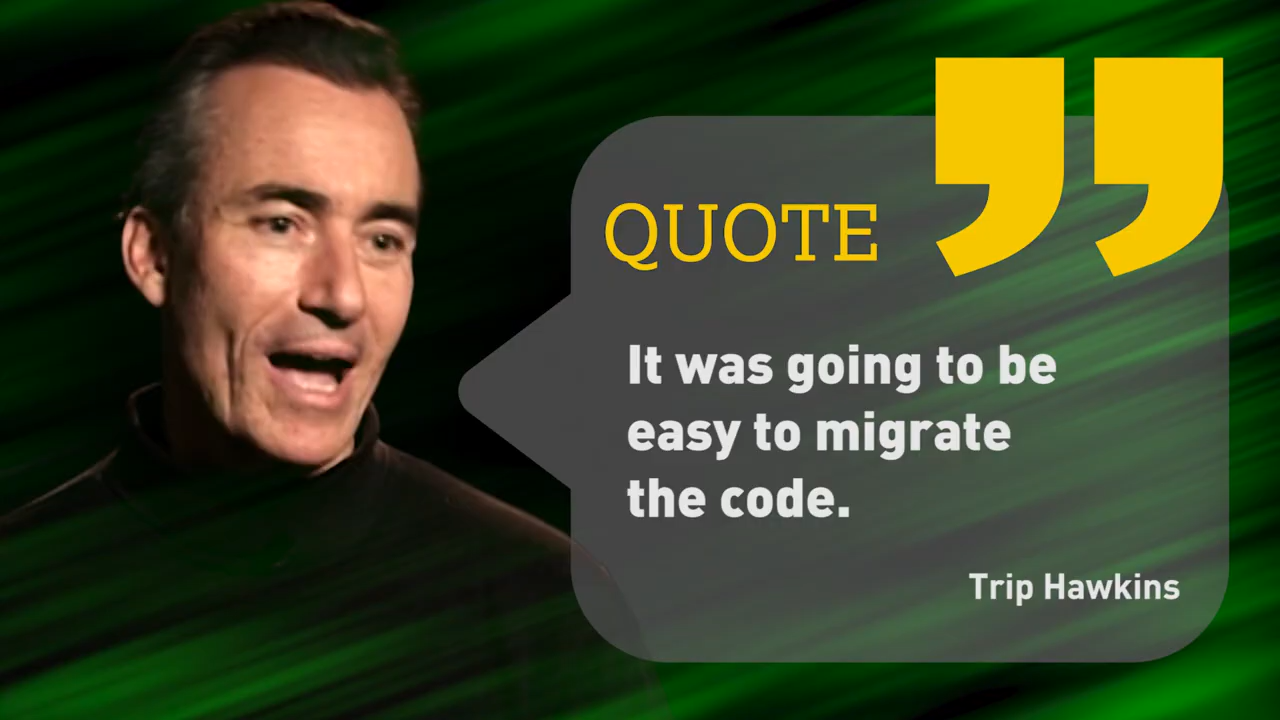 QUOTE
It was going to be
easy to migrate
the code.
Trip Hawkins